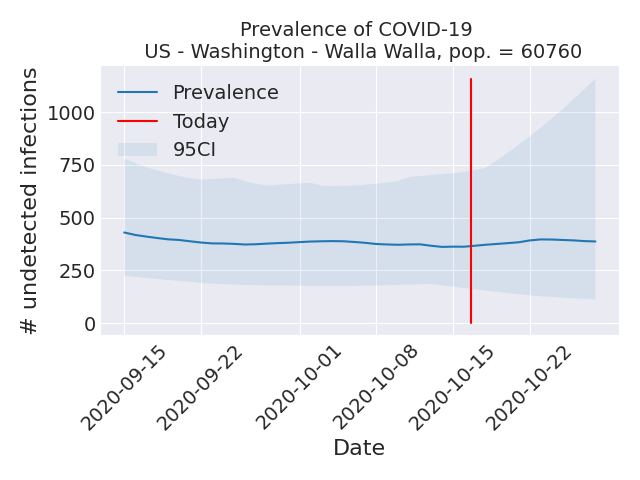 Prevalence of COVID-19
US - Washington - Walla Walla, pop. = 60760
# undetected infections
1000
750
500
250
0
Prevalence
Today
95CI
2020-09-15
2020-09-22
2020-10-01
2020-10-08
2020-10-15
2020-10-22
Date